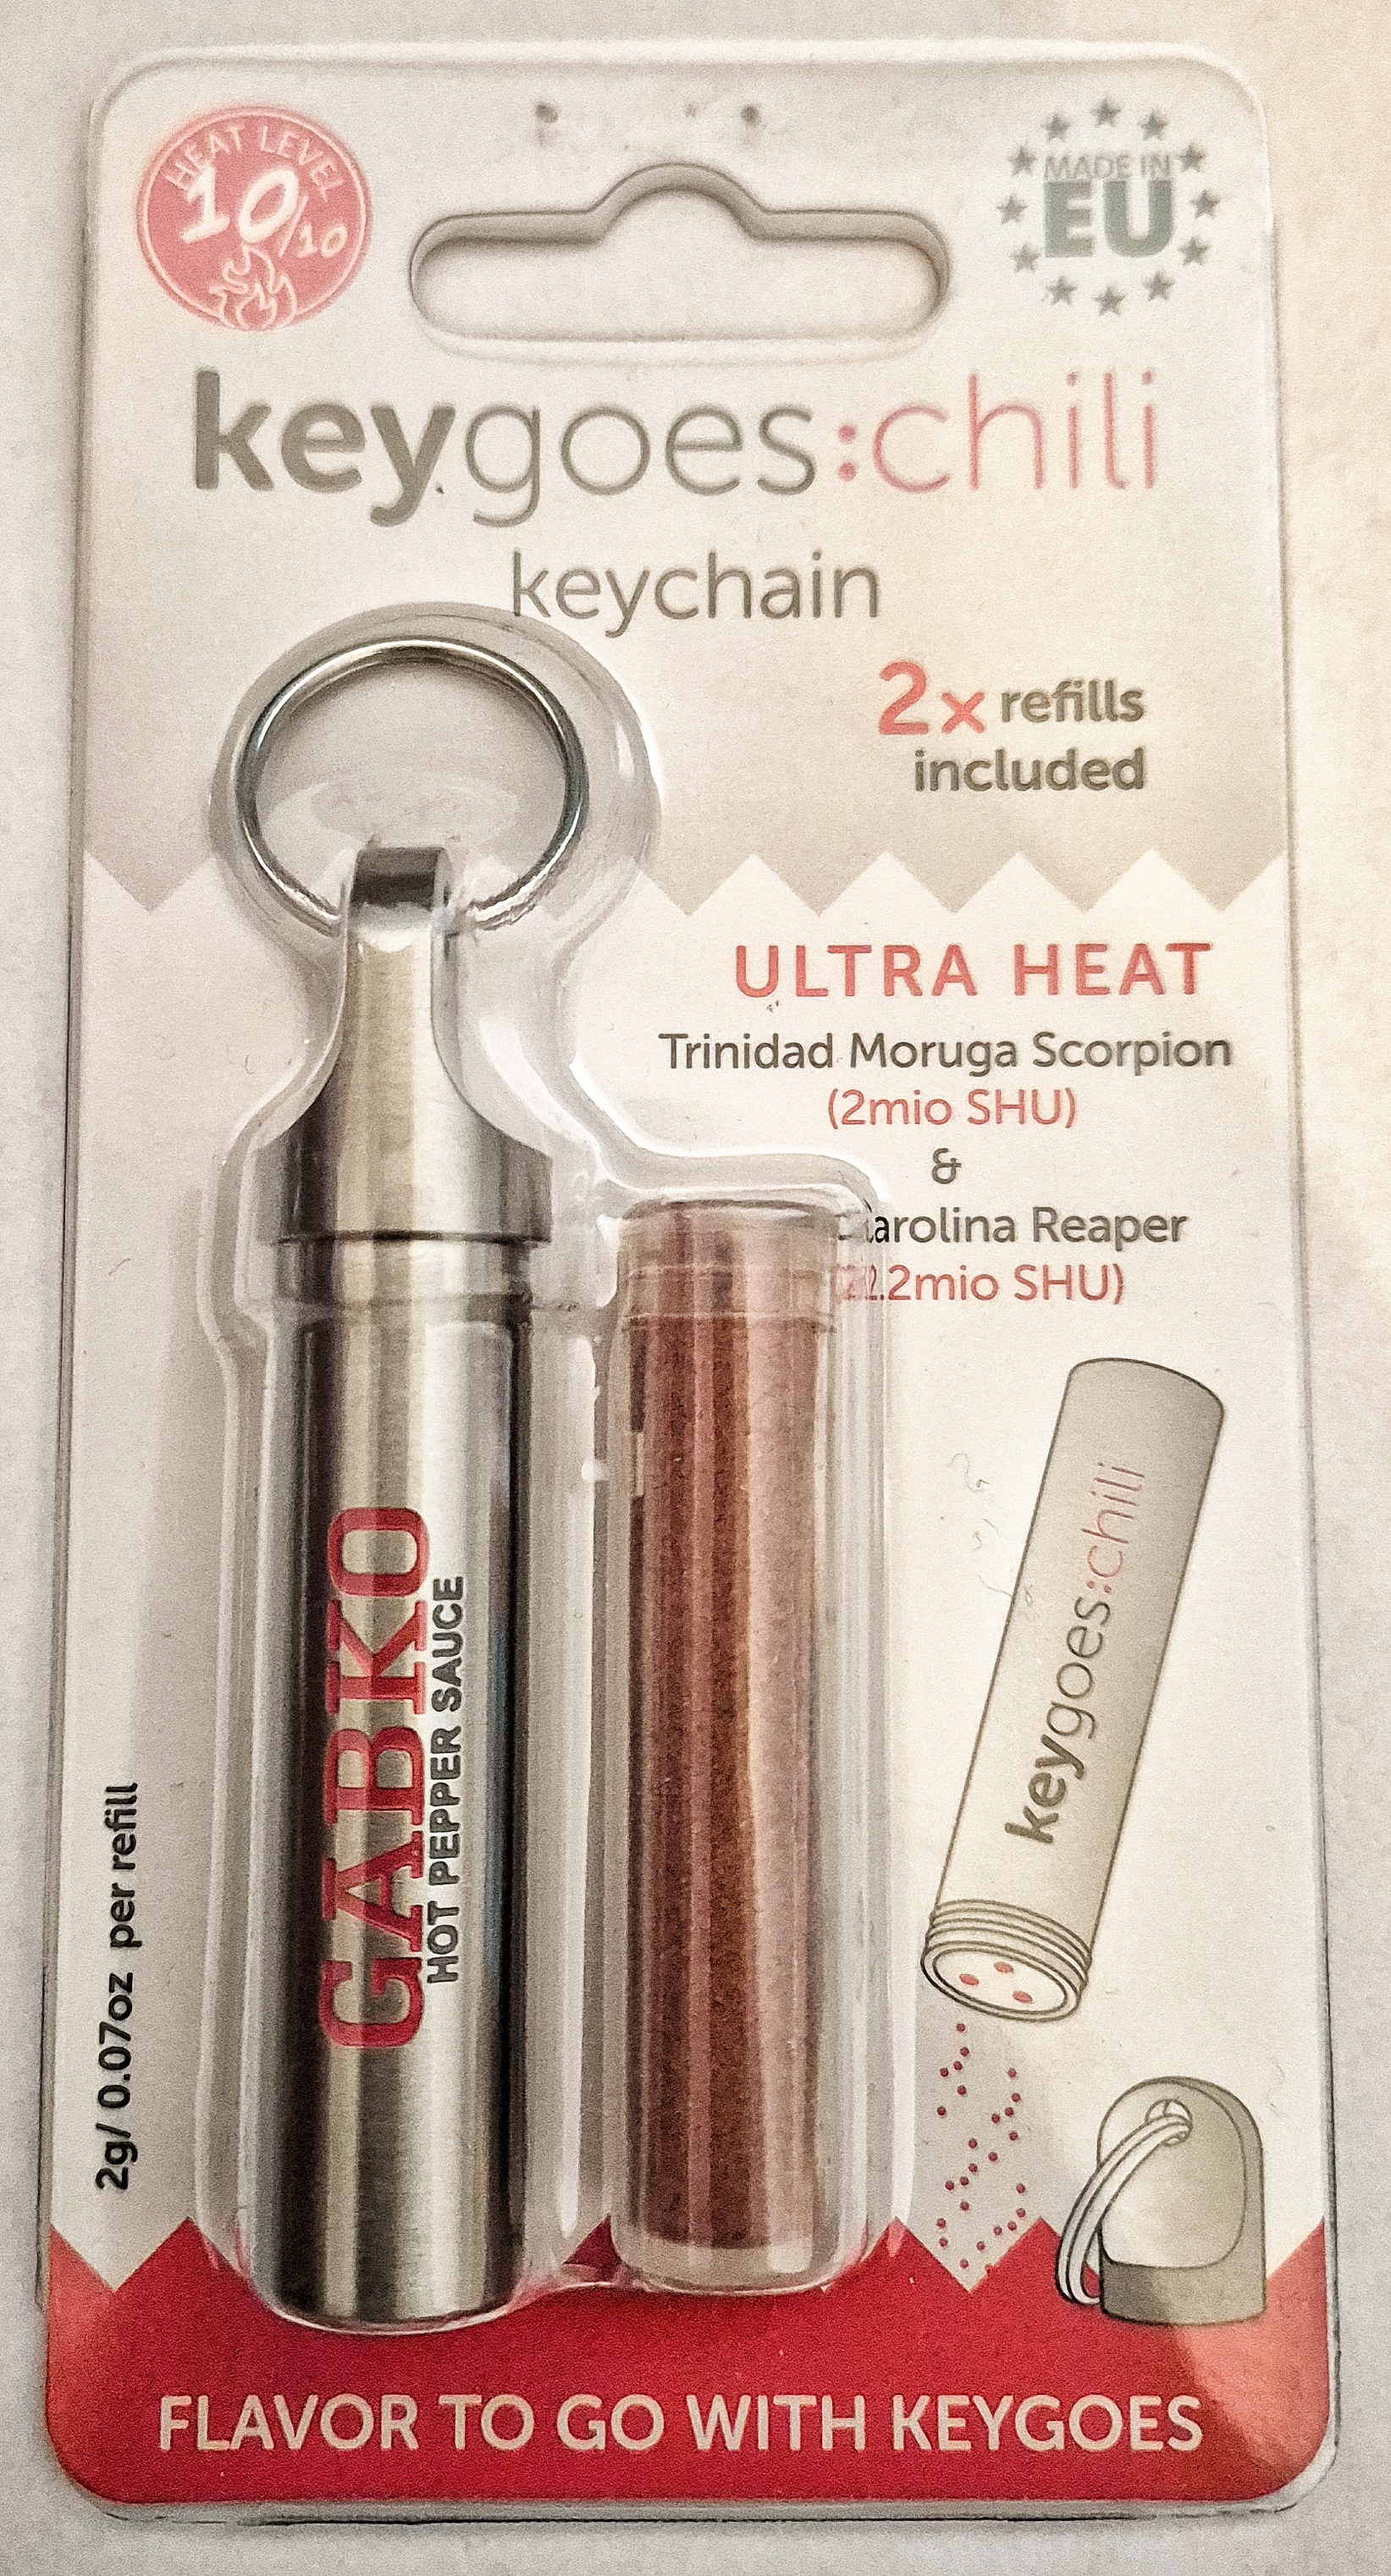 HEAT LEVEL
10/10
MADE IN
EU
keygoes:chili
keychain
2x refills
included
ULTRA HEAT
Trinidad Moruga Scorpion
(2mio SHU)
&
Carolina Reaper
(2.2mio SHU)
GABKO
HOT PEPPER SAUCE
keygoes:chili
2g/ 0.07oz per refill
FLAVOR TO GO WITH KEYGOES